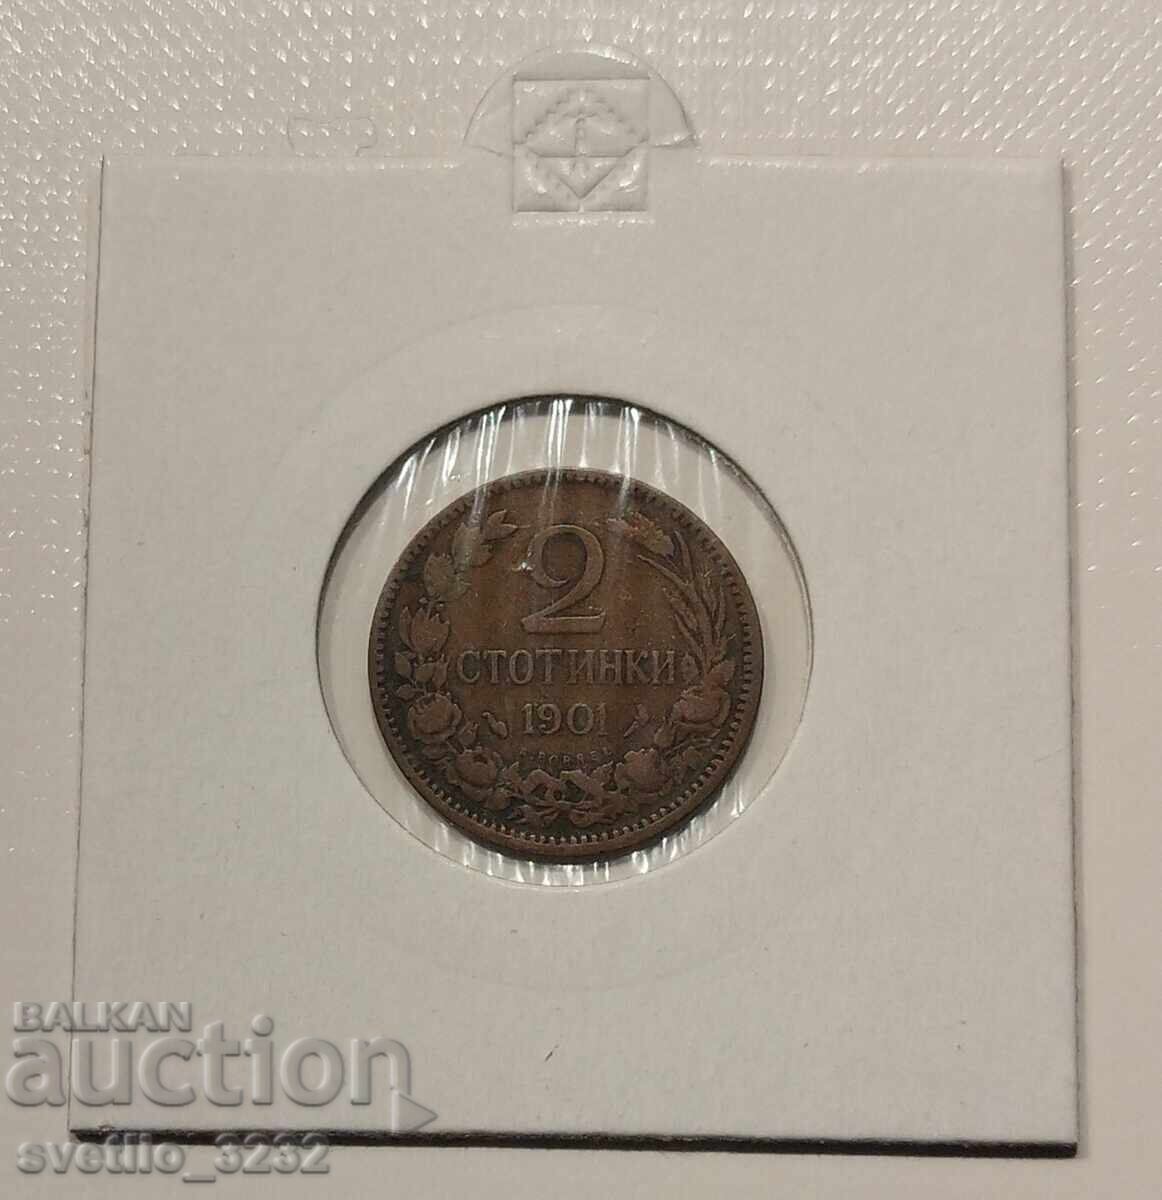 2
СТОТИНКИ
1901
BALKAN
auction
svetlio_3232